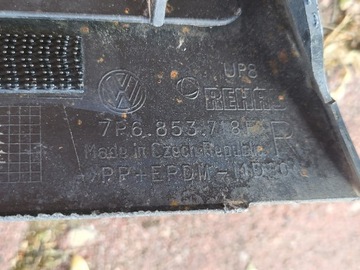 UP8
REHAU
7P6.853.718
Made in Czech Republic
>PP+EPDM-